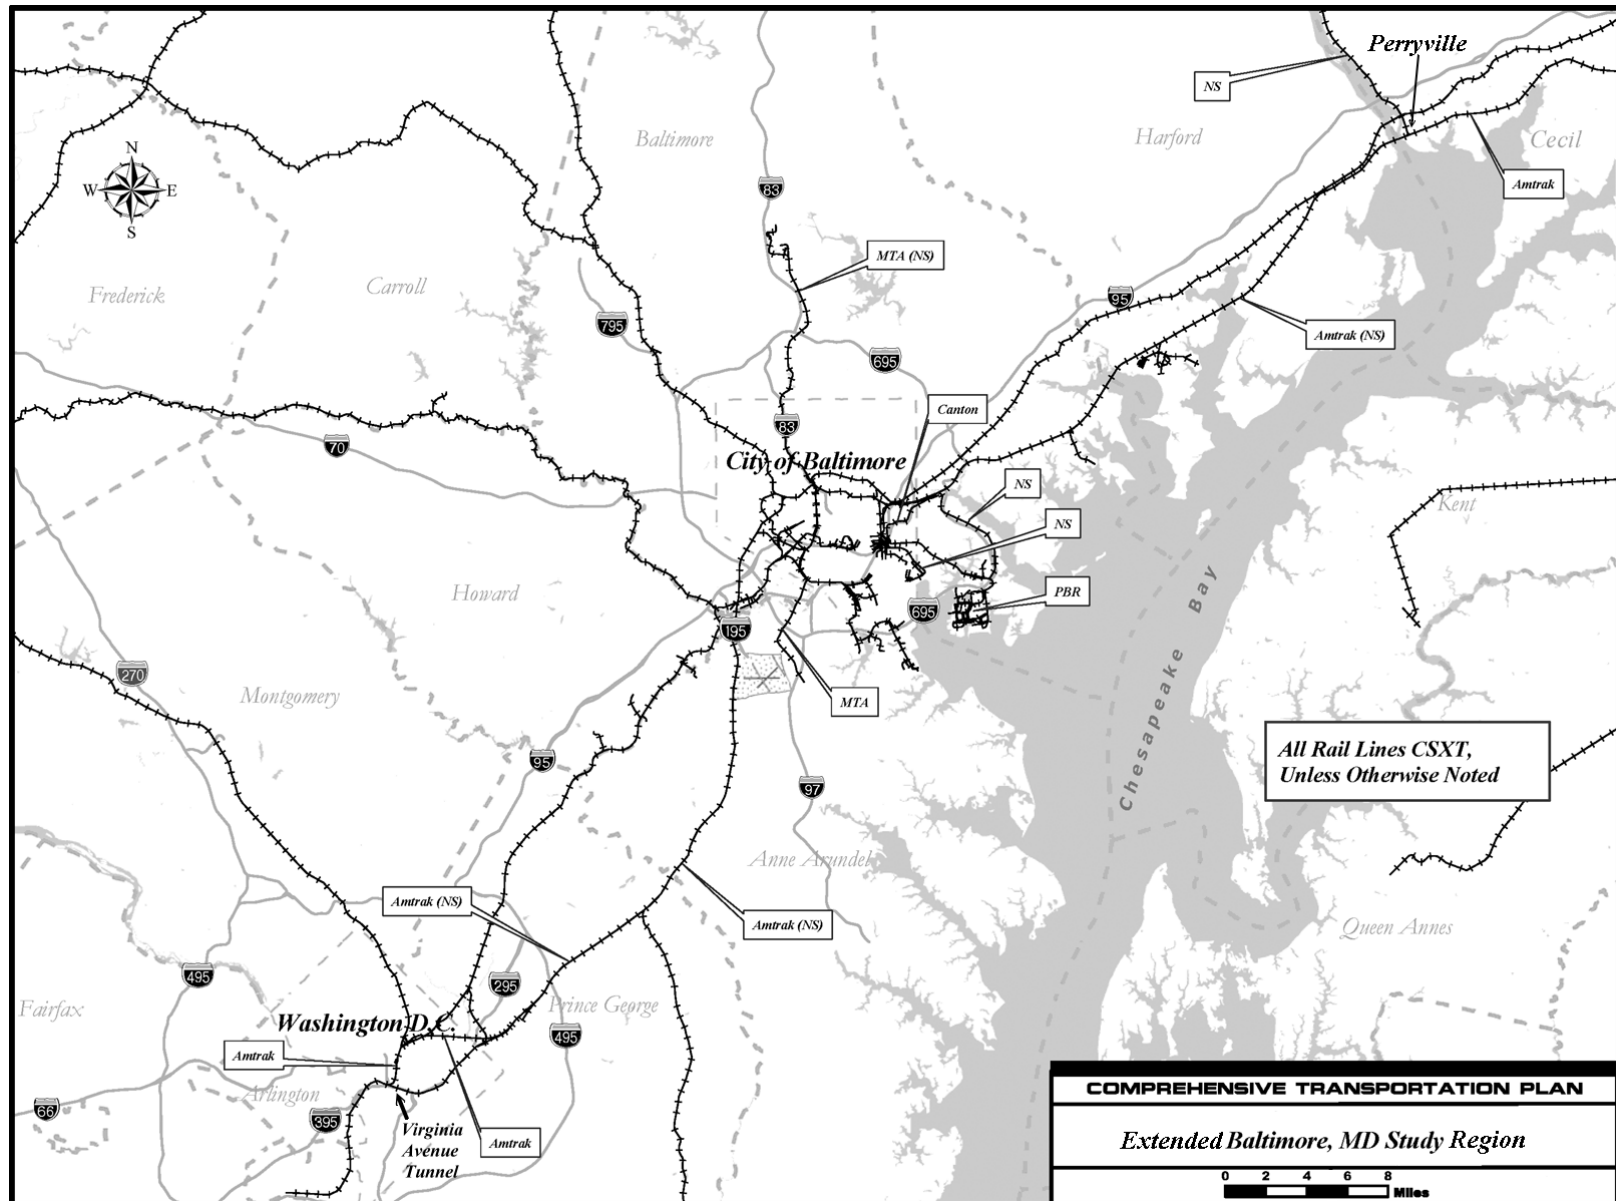 Perryville
NS
Baltimore
Harford
Cecil
N
W E
S
83
Amtrak
MTA (NS)
Frederick
Carroll
95
795
Amtrak (NS)
695
Canton
83
70
City of Baltimore
NS
Kent
NS
Howard
PBR
695
195
270
Montgomery
MTA
Chesapeake Bay
All Rail Lines CSXT,
Unless Otherwise Noted
95
97
Anne Arundel
Amtrak (NS)
Amtrak (NS)
Queen Annes
495
295
Fairfax
Prince George
Washington D.C.
495
Amtrak
Arlington
66
395
Virginia
Avenue
Tunnel
Amtrak
COMPREHENSIVE TRANSPORTATION PLAN
Extended Baltimore, MD Study Region
0 2 4 6 8
Miles